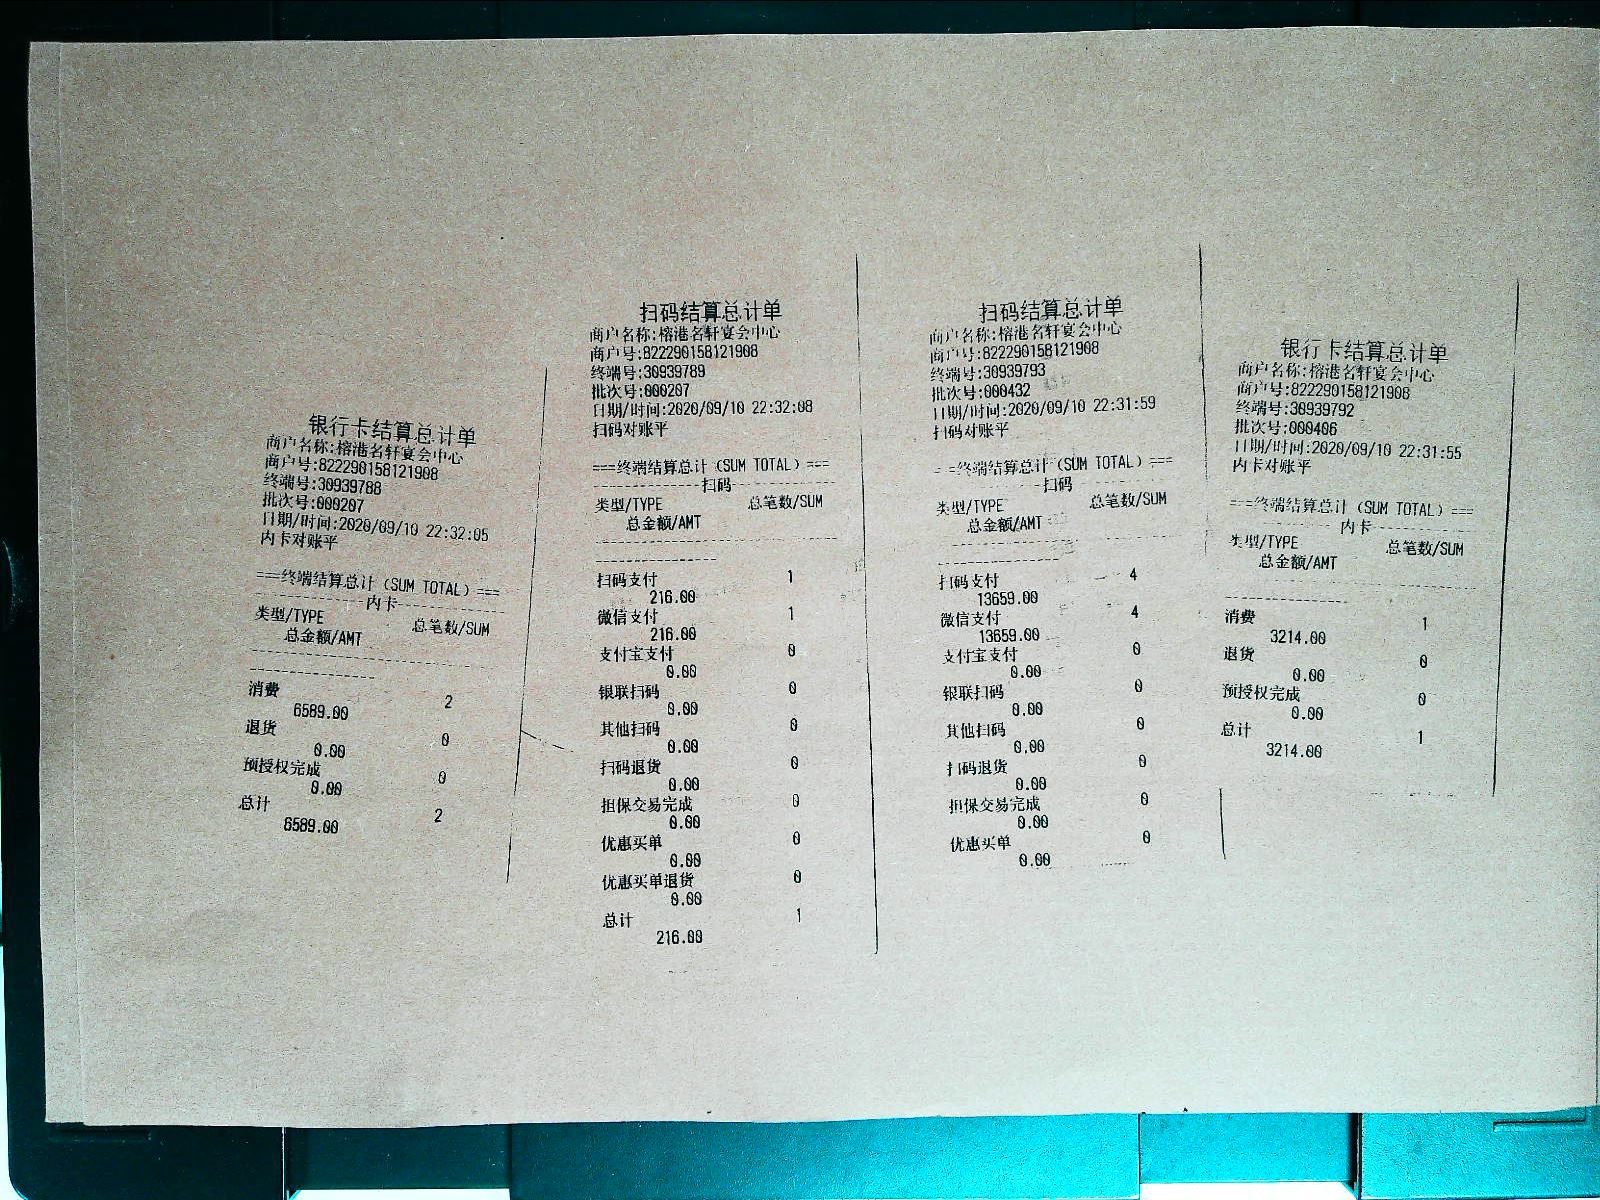 银行卡结算总计单
商户名称:榕港名轩宴会中心
商户号:822290158121908
终端号:30939788
批次号:000207
日期/时间:2020/09/10 22:32:05
内卡对账平
===终端结算总计（SUM TOTAL）===
----------------内卡----------------
类型/TYPE 总笔数/SUM
总金额/AMT
消费 2
6589.00
退货 0
0.00
预授权完成 0
0.00
总计 2
6589.00
扫码结算总计单
商户名称:榕港名轩宴会中心
商户号:822290158121908
终端号:30939789
批次号:000207
日期/时间:2020/09/10 22:32:08
扫码对账平
===终端结算总计（SUM TOTAL）===
----------------扫码----------------
类型/TYPE 总笔数/SUM
总金额/AMT
扫码支付 1
216.00
微信支付 1
216.00
支付宝支付 0
0.00
银联扫码 0
0.00
其他扫码 0
0.00
扫码退货 0
0.00
担保交易完成 0
0.00
优惠买单 0
0.00
优惠买单退货 0
0.00
总计 1
216.00
扫码结算总计单
商户名称:榕港名轩宴会中心
商户号:822290158121908
终端号:30939793
批次号:000432
日期/时间:2020/09/10 22:31:59
扫码对账平
===终端结算总计（SUM TOTAL）===
----------------扫码----------------
类型/TYPE 总笔数/SUM
总金额/AMT
扫码支付 4
13659.00
微信支付 4
13659.00
支付宝支付 0
0.00
银联扫码 0
0.00
其他扫码 0
0.00
扫码退货 0
0.00
担保交易完成 0
0.00
优惠买单 0
0.00
银行卡结算总计单
商户名称:榕港名轩宴会中心
商户号:822290158121908
终端号:30939792
批次号:000406
日期/时间:2020/09/10 22:31:55
内卡对账平
===终端结算总计（SUM TOTAL）===
----------------内卡----------------
类型/TYPE 总笔数/SUM
总金额/AMT
消费 1
3214.00
退货 0
0.00
预授权完成 0
0.00
总计 1
3214.00